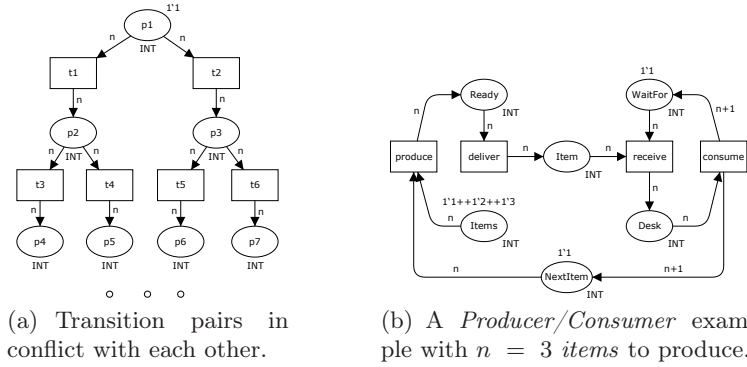 1`1
p1
INT
n
n
t1
t2
n
n
p2
INT
p3
INT
n
n
n
n
t3
t4
t5
t6
n
n
n
n
p4
p5
p6
p7
INT
INT
INT
INT
(a) Transition pairs in
conflict with each other.
1`1
Ready
INT
WaitFor
INT
n
n
n
n+1
produce
deliver
n
Item
INT
n
receive
consume
1`1++1`2++1`3
n
n
Items
INT
Desk
INT
n
1`1
n
NextItem
INT
n+1
(b) A Producer/Consumer exam-
ple with n = 3 items to produce.